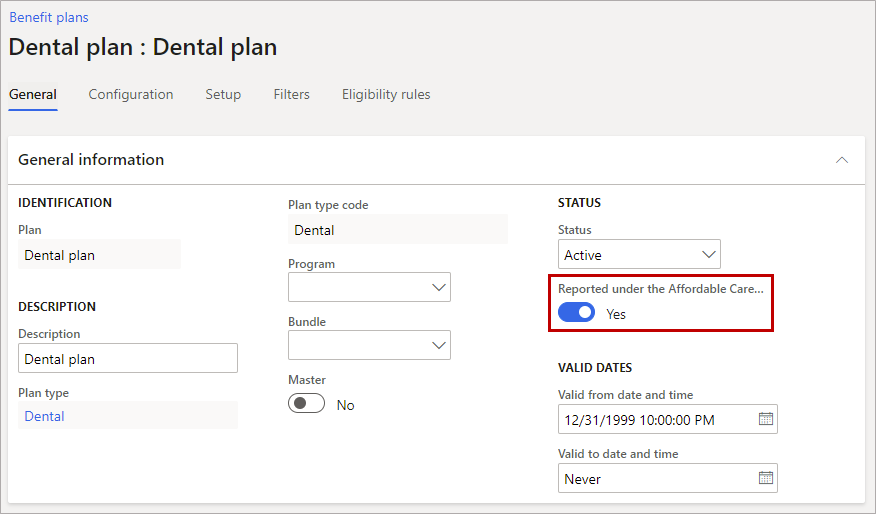 Benefit plans
Dental plan : Dental plan
General
Configuration
Setup
Filters
Eligibility rules
General information
IDENTIFICATION
Plan
Dental plan
DESCRIPTION
Description
Dental plan
Plan type
Dental
Plan type code
Dental
Program
Bundle
Master
No
STATUS
Status
Active
Reported under the Affordable Care...
Yes
VALID DATES
Valid from date and time
12/31/1999 10:00:00 PM
Valid to date and time
Never